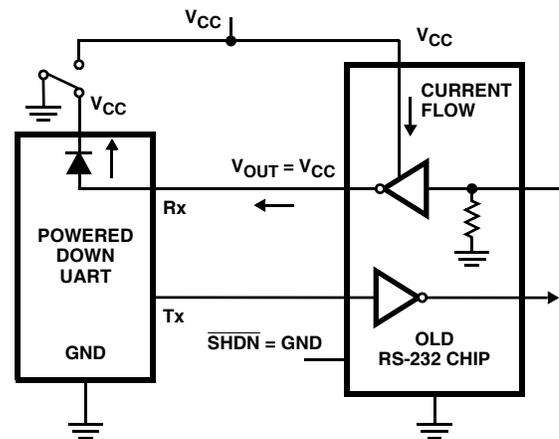 VCC
VCC
CURRENT
FLOW
VCC
VOUT = VCC
Rx
POWERED
DOWN
UART
Tx
GND
SHDN = GND
OLD
RS-232 CHIP